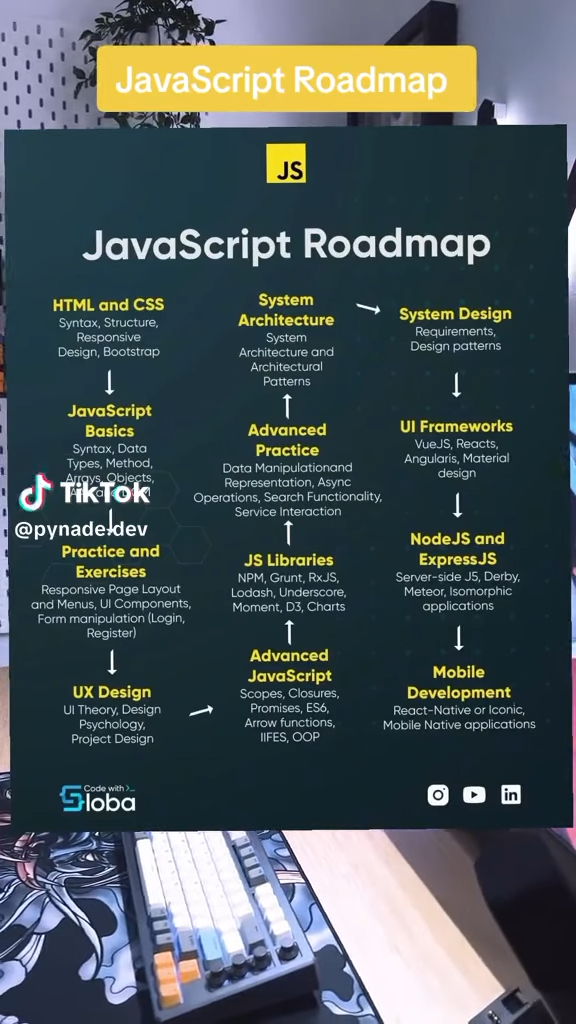 JavaScript Roadmap
JS
JavaScript Roadmap
HTML and CSS
Syntax, Structure,
Responsive
Design, Bootstrap
JavaScript
Basics
Syntax, Data
Types, Method,
Arrays, Objects,
TikTok
@pynade.dev
Practice and
Exercises
Responsive Page Layout
and Menus, UI Components,
Form manipulation (Login,
Register)
UX Design
UI Theory, Design
Psychology,
Project Design
System
Architecture
System
Architecture and
Architectural
Patterns
Advanced
Practice
Data Manipulationand
Representation, Async
Operations, Search Functionality,
Service Interaction
JS Libraries
NPM, Grunt, RxJS,
Lodash, Underscore,
Moment, D3, Charts
Advanced
JavaScript
Scopes, Closures,
Promises, ES6,
Arrow functions,
IIFES, OOP
System Design
Requirements,
Design patterns
UI Frameworks
VueJS, Reacts,
Angularis, Material
design
NodeJS and
ExpressJS
Server-side J5, Derby,
Meteor, Isomorphic
applications
Mobile
Development
React-Native or Iconic,
Mobile Native applications
Code with >_
Sloba
in